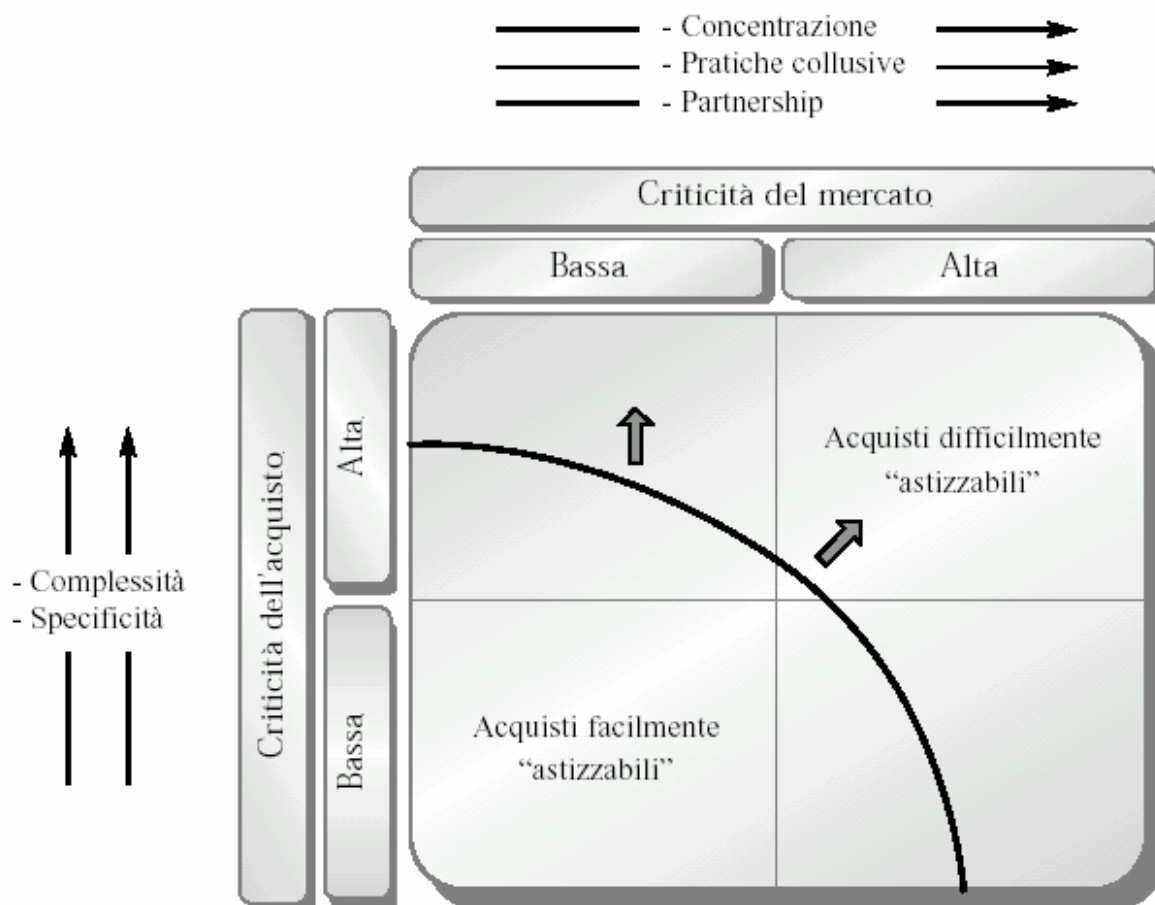 - Concentrazione
- Pratiche collusive
- Partnership
Criticità del mercato
Bassa
Alta
Criticità dell'acquisto
Alta
Bassa
- Complessità
- Specificità
Acquisti difficilmente
“astizzabili”
Acquisti facilmente
“astizzabili”